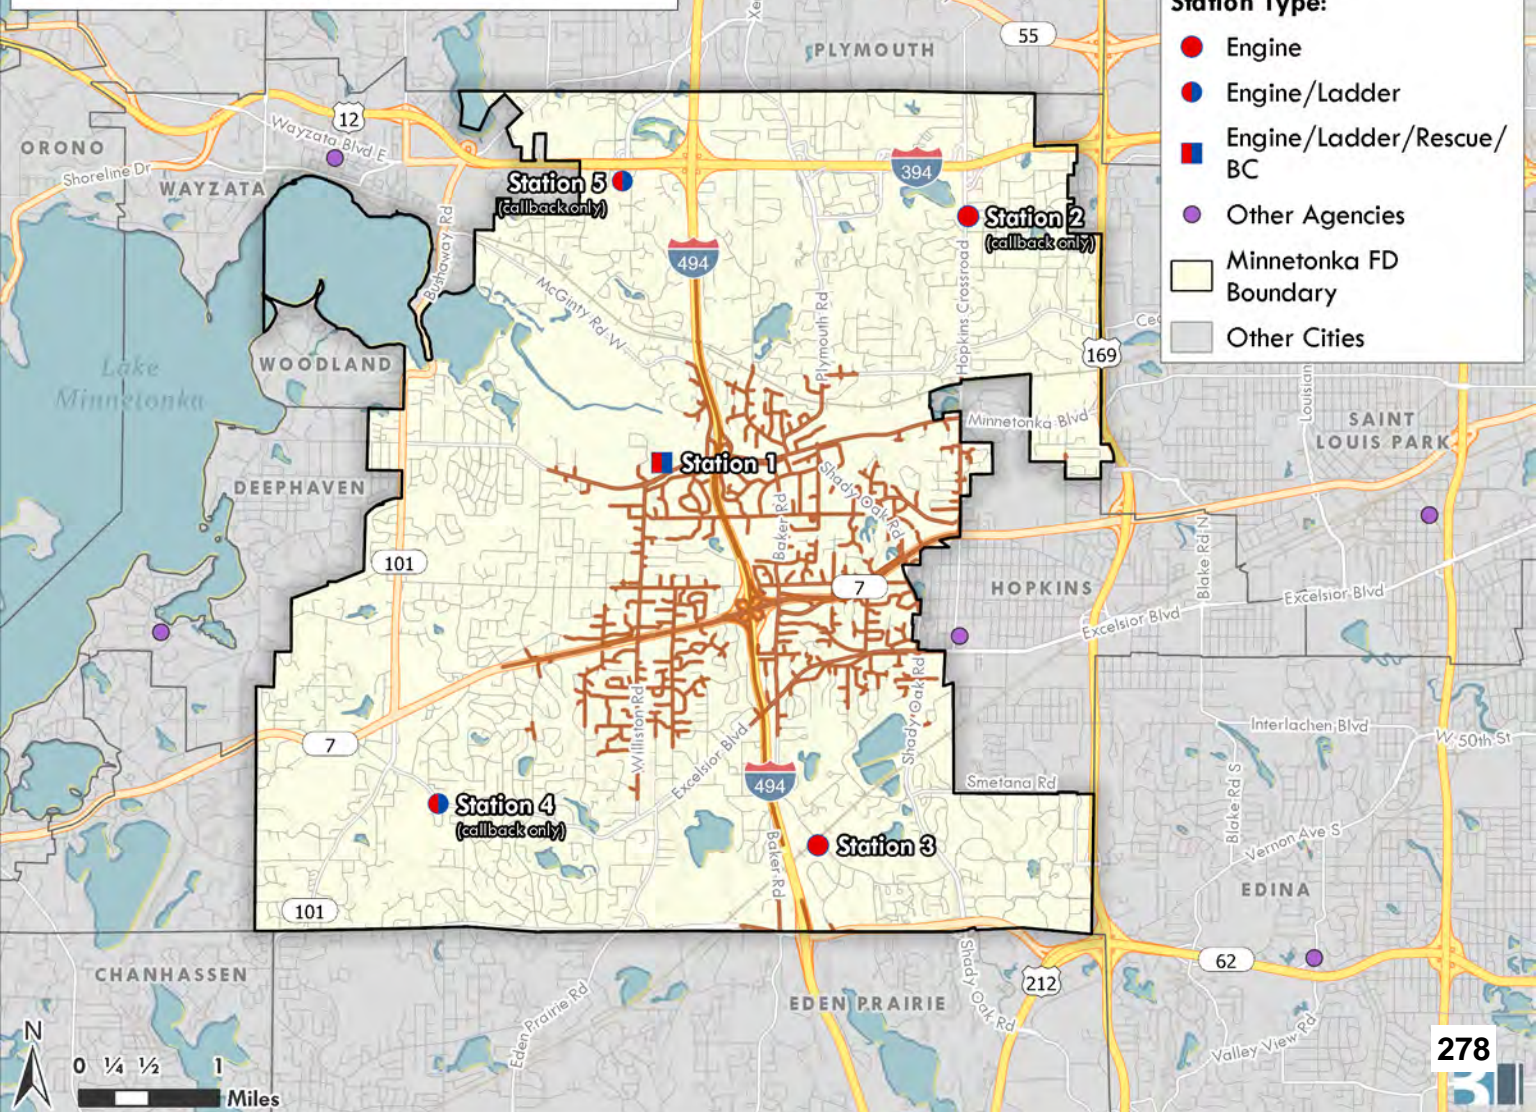 Station Type:
Engine
Engine/Ladder
Engine/Ladder/Rescue/
BC
Other Agencies
Minnetonka FD
Boundary
Other Cities
PLYMOUTH
55
12
Wayzata Blvd E
ORONO
Shoreline Dr
WAYZATA
394
Station 5
(callback only)
Station 2
(callback only)
Bushaway Rd
494
McGinty Rd W
Plymouth Rd
Hopkins Crossroad
169
WOODLAND
Lake
Minnetonka
Minnetonka Blvd
SAINT
LOUIS PARK
Station 1
DEEPHAVEN
Shady Oak Rd
Baker Rd
101
7
HOPKINS
Blake Rd N
Excelsior Blvd
Excelsior Blvd
Williston Rd
Shady Oak Rd
Interlachen Blvd
W 50th St
7
Excelsior Blvd
494
Smetana Rd
Blake Rd S
Station 4
(callback only)
Station 3
Vernon Ave S
Baker Rd
EDINA
101
62
CHANHASSEN
EDEN PRAIRIE
212
Shady Oak Rd
Eden Prairie Rd
Valley View Rd
N
0 ¼ ½ 1
Miles
278